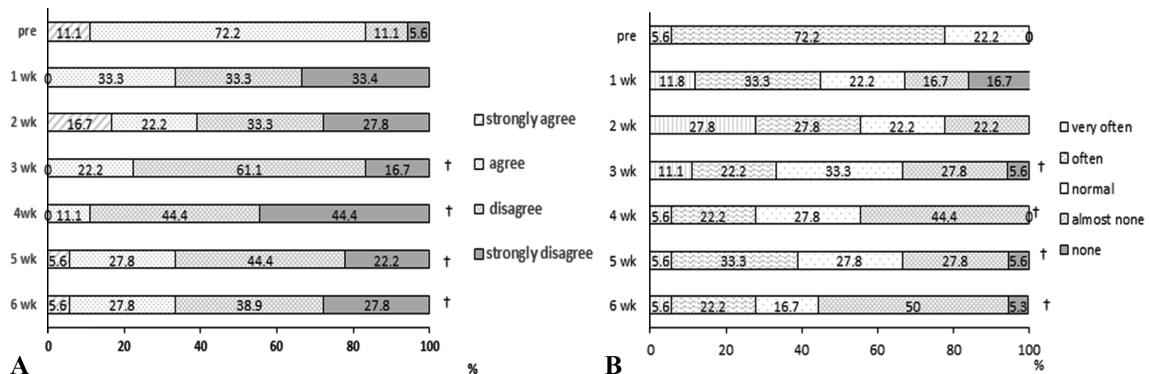 pre 11.1 72.2 11.1 5.6
1 wk 0 33.3 33.3 33.4
2 wk 16.7 22.2 33.3 27.8
3 wk 0 22.2 61.1 16.7 †
4wk 0 11.1 44.4 44.4 †
5 wk 5.6 27.8 44.4 22.2 †
6 wk 5.6 27.8 38.9 27.8 †
0 20 40 60 80 100
%
strongly agree
agree
disagree
strongly disagree
A
pre 5.6 72.2 22.2 0
1 wk 11.8 33.3 22.2 16.7 16.7
2 wk 27.8 27.8 22.2 22.2
3 wk 11.1 22.2 33.3 27.8 5.6 †
4 wk 5.6 22.2 27.8 44.4 0 †
5 wk 5.6 33.3 27.8 27.8 5.6 †
6 wk 5.6 22.2 16.7 50 5.3 †
0 20 40 60 80 100
%
very often
often
normal
almost none
none
B